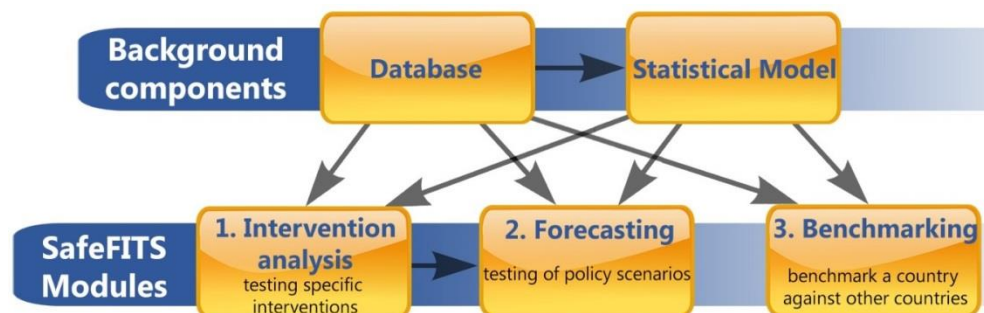 Background
components
Database
Statistical Model
SafeFITS
Modules
1. Intervention
analysis
testing specific
interventions
2. Forecasting
testing of policy scenarios
3. Benchmarking
benchmark a country
against other countries